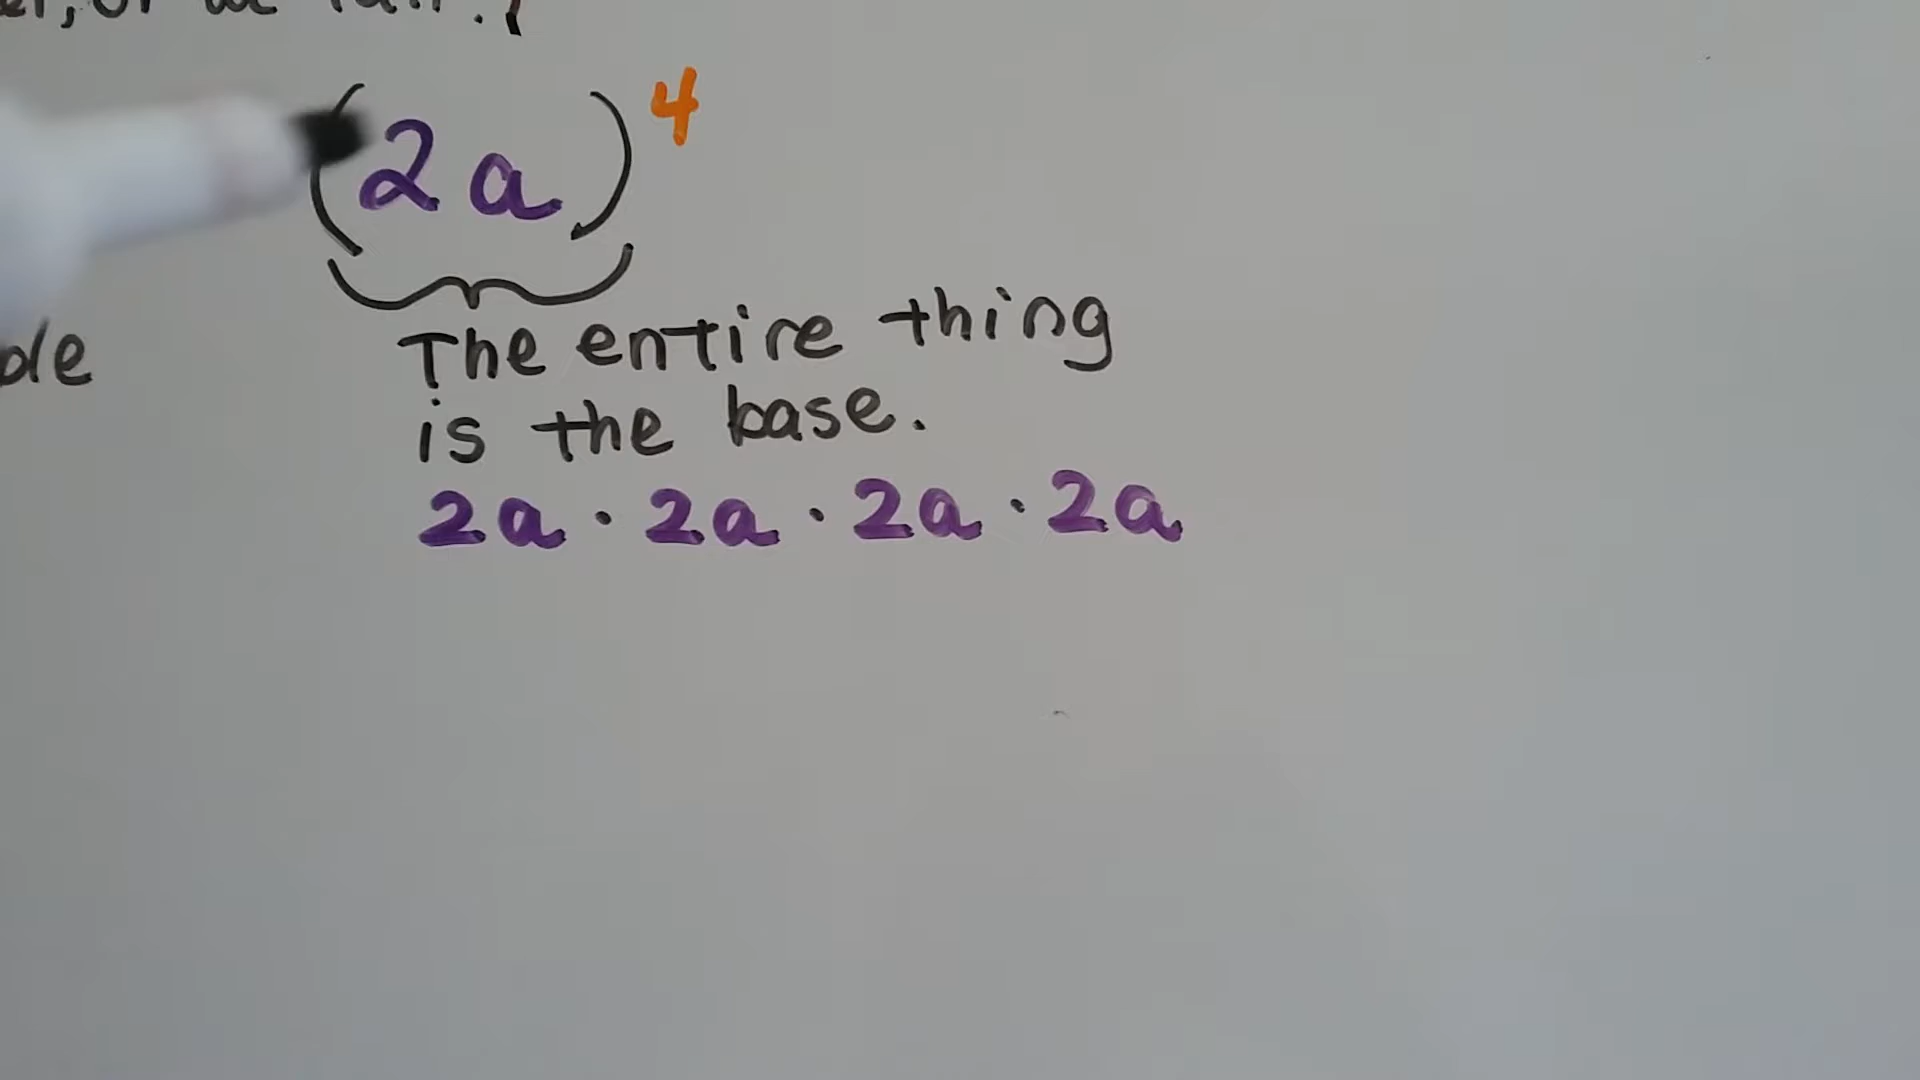 (2a)⁴
The entire thing
is the base.
2a · 2a · 2a · 2a